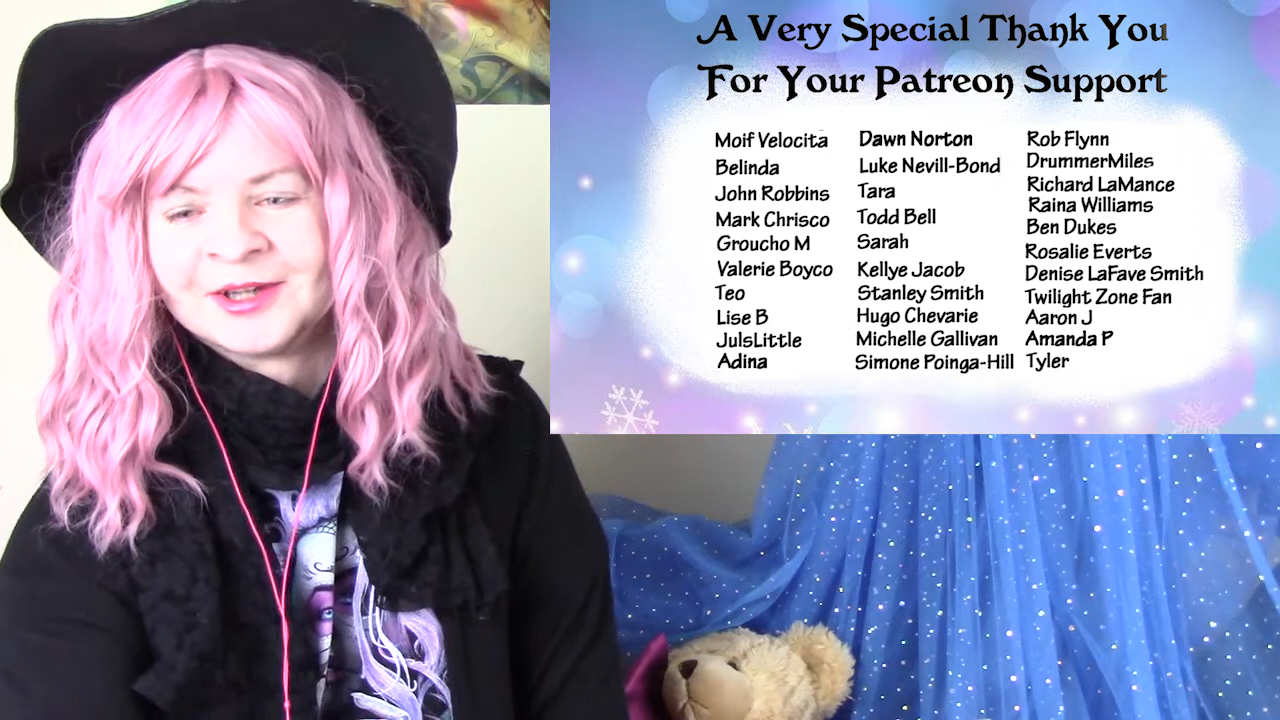 A Very Special Thank You
For Your Patreon Support
Moif Velocita
Belinda
John Robbins
Mark Chrisco
Groucho M
Valerie Boyco
Teo
Lise B
JulsLittle
Adina
Dawn Norton
Luke Nevill-Bond
Tara
Todd Bell
Sarah
Kellye Jacob
Stanley Smith
Hugo Chevarie
Michelle Gallivan
Simone Poinga-Hill
Rob Flynn
DrummerMiles
Richard LaMance
Raina Williams
Ben Dukes
Rosalie Everts
Denise LaFave Smith
Twilight Zone Fan
Aaron J
Amanda P
Tyler